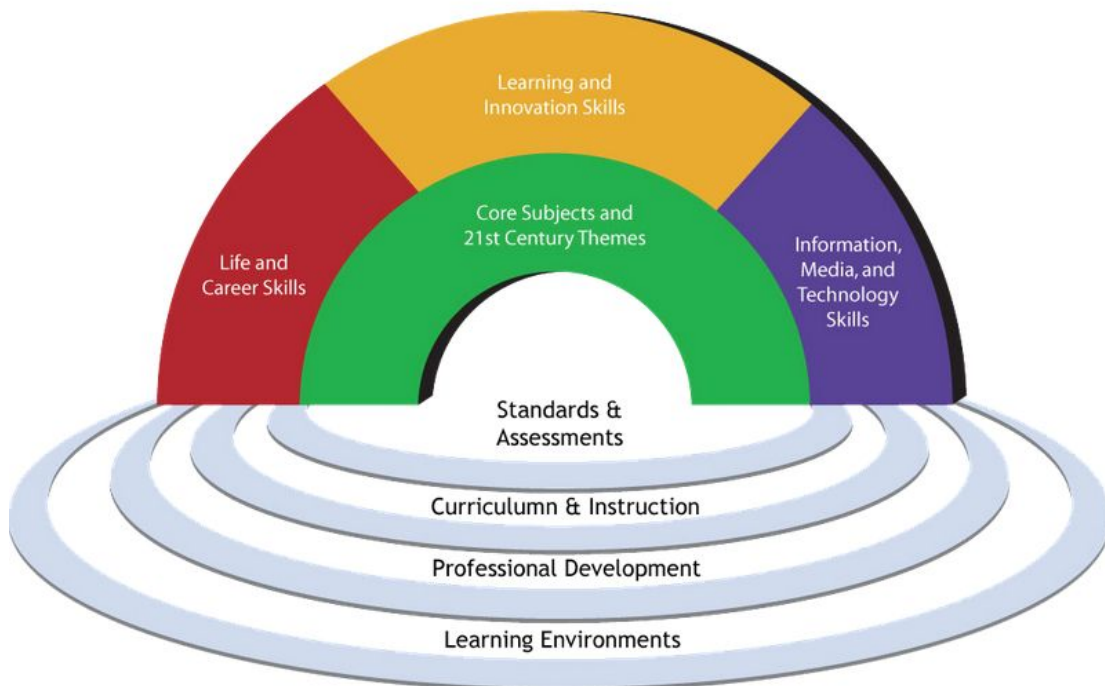 Learning and
Innovation Skills
Core Subjects and
21st Century Themes
Life and
Career Skills
Information,
Media, and
Technology
Skills
Standards &
Assessments
Curriculumn & Instruction
Professional Development
Learning Environments